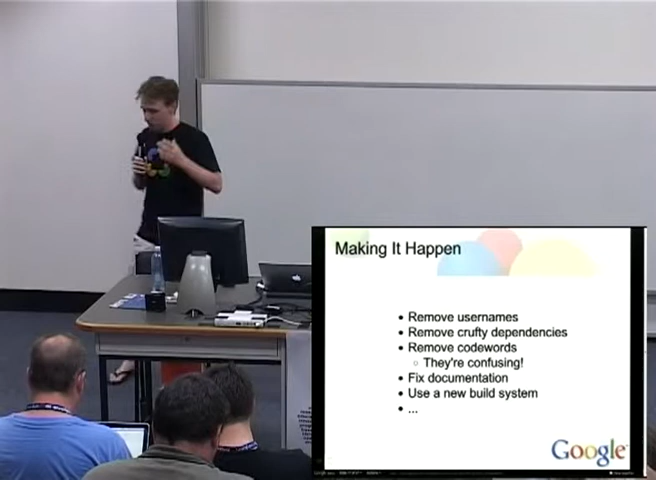 Making It Happen
• Remove usernames
• Remove crufty dependencies
• Remove codewords
○ They're confusing!
• Fix documentation
• Use a new build system
• ...
Google